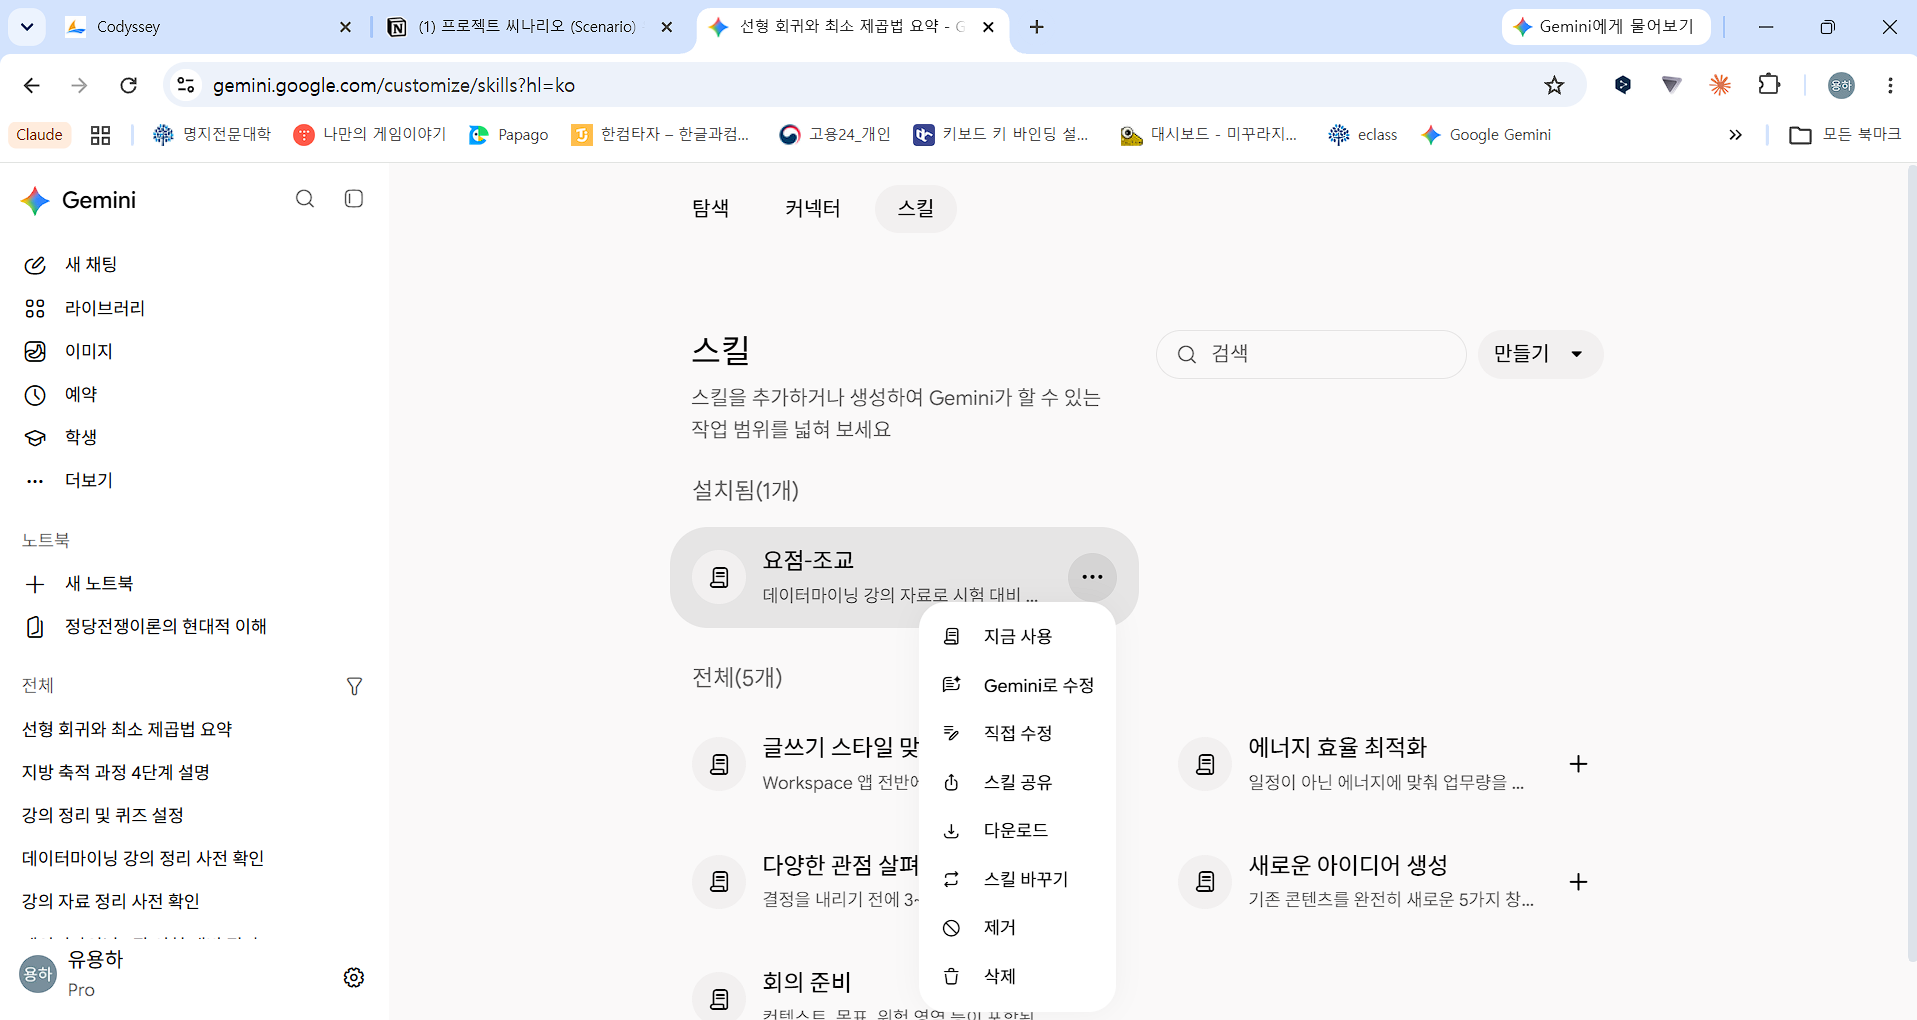 Codyssey
(1) 프로젝트 씨나리오 (Scenario)
선형 회귀와 최소 제곱법 요약 - G
Gemini에게 물어보기
gemini.google.com/customize/skills?hl=ko
용하
Claude
명지전문대학
나만의 게임이야기
Papago
한컴타자 – 한글과컴...
고용24_개인
키보드 키 바인딩 설...
대시보드 - 미꾸라지...
eclass
Google Gemini
모든 북마크
Gemini
탐색
커넥터
스킬
새 채팅
라이브러리
이미지
예약
학생
더보기
노트북
새 노트북
정당전쟁이론의 현대적 이해
전체
선형 회귀와 최소 제곱법 요약
지방 축적 과정 4단계 설명
강의 정리 및 퀴즈 설정
데이터마이닝 강의 정리 사전 확인
강의 자료 정리 사전 확인
용하
유용하
Pro
스킬
검색
만들기
스킬을 추가하거나 생성하여 Gemini가 할 수 있는
작업 범위를 넓혀 보세요
설치됨(1개)
요점-조교
데이터마이닝 강의 자료로 시험 대비 ...
지금 사용
Gemini로 수정
직접 수정
스킬 공유
다운로드
스킬 바꾸기
제거
삭제
전체(5개)
글쓰기 스타일 맞
Workspace 앱 전반에
에너지 효율 최적화
일정이 아닌 에너지에 맞춰 업무량을 ...
다양한 관점 살펴
결정을 내리기 전에 3~
새로운 아이디어 생성
기존 콘텐츠를 완전히 새로운 5가지 창...
회의 준비
컨텍스트, 목표, 위험 영역 등이 포함된